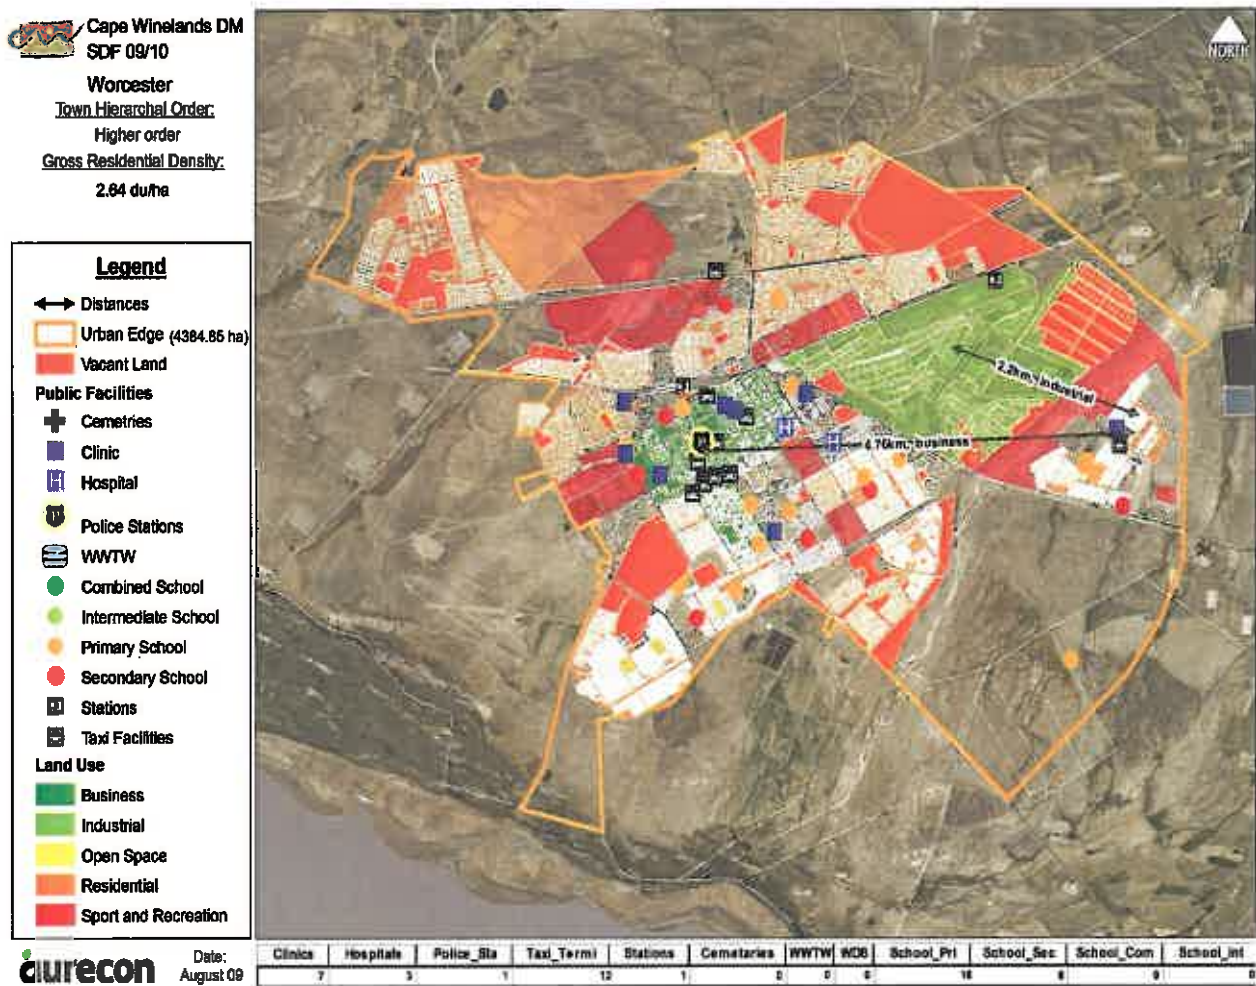 Cape Winelands DM
SDF 09/10
Worcester
Town Hierarchal Order:
Higher order
Gross Residential Density:
2.64 du/ha
Legend
Distances
Urban Edge (4384.85 ha)
Vacant Land
Public Facilities
Cemetries
Clinic
Hospital
Police Stations
WWTW
Combined School
Intermediate School
Primary School
Secondary School
Stations
Taxi Facilities
Land Use
Business
Industrial
Open Space
Residential
Sport and Recreation
aurecon
Date:
August 09
NORTH
2.2km; industrial
4.76km; business
Clinics Hospitals Police_Sta Taxi_Termi Stations Cemetaries WWTW WDS School_Pri School_Sec School_Com School_Int
7 3 1 12 1 0 0 0